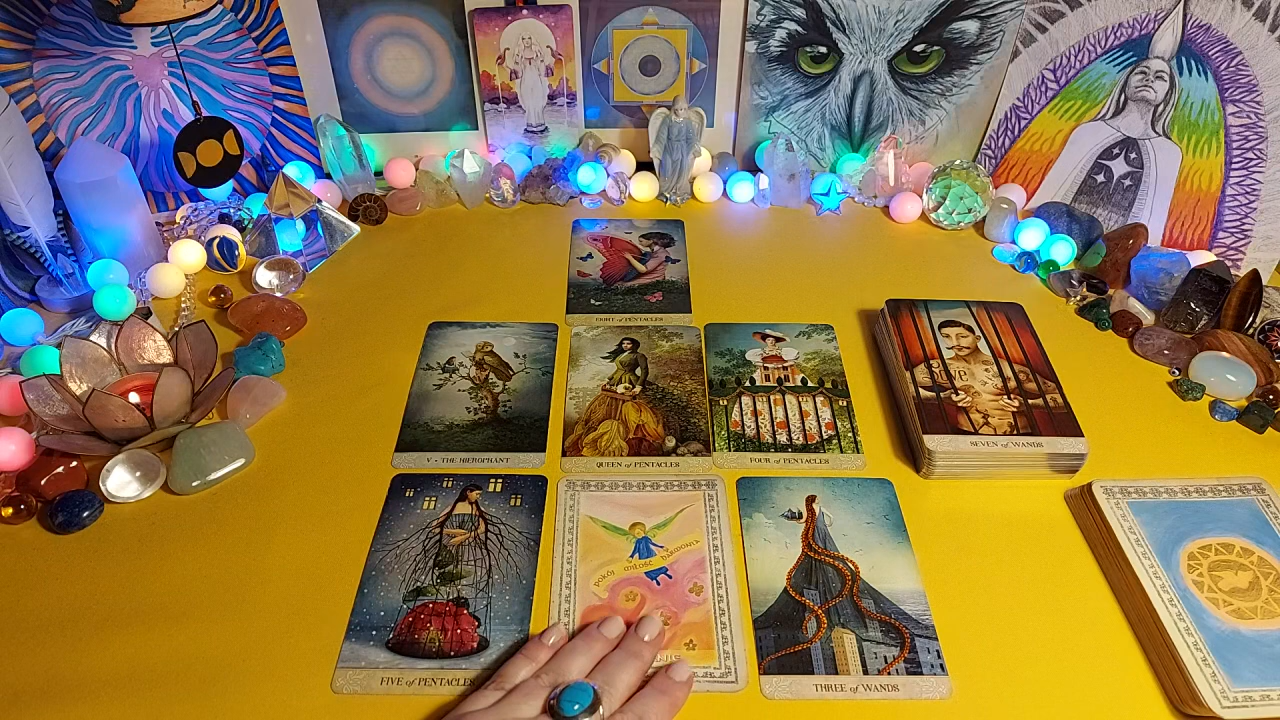 EIGHT of PENTACLES
V - THE HIEROPHANT
QUEEN of PENTACLES
FOUR of PENTACLES
SEVEN of WANDS
FIVE of PENTACLES
pokój miłość harmonia
THREE of WANDS